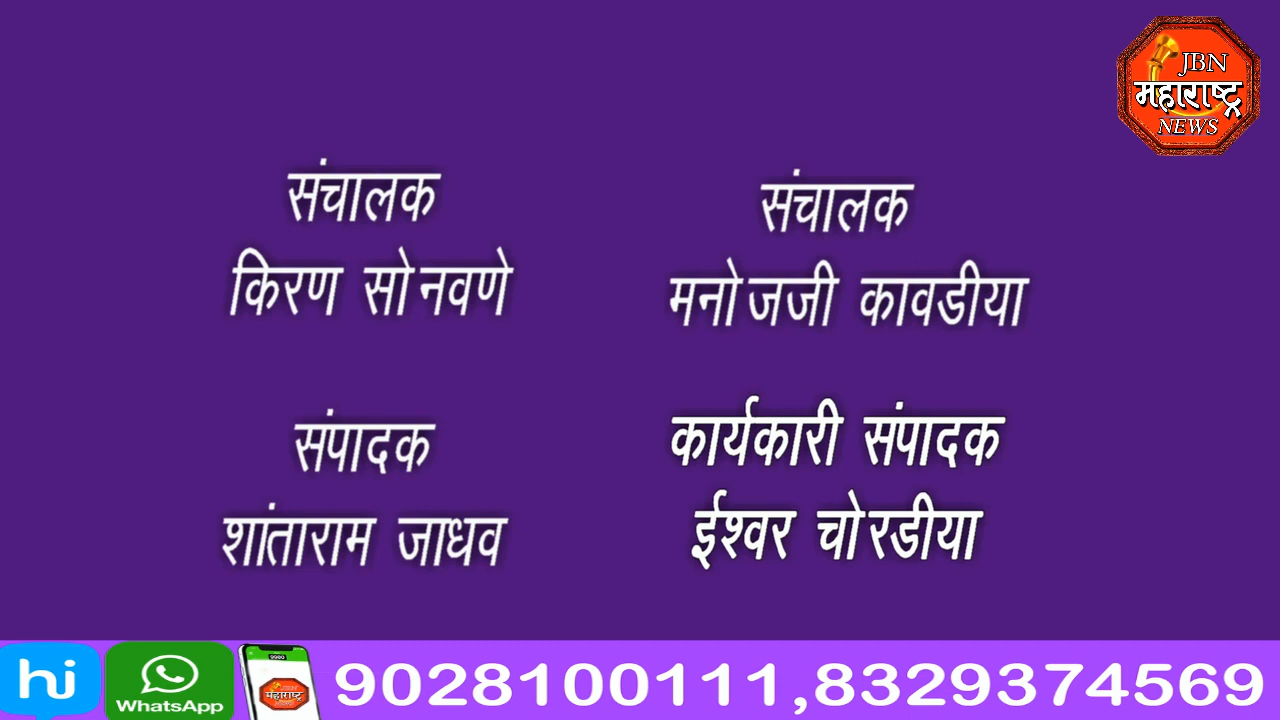 JBN
महाराष्ट्र
NEWS
संचालक
किरण सोनवणे
संचालक
मनोजजी कावडीया
संपादक
शांताराम जाधव
कार्यकारी संपादक
ईश्वर चोरडीया
hi
WhatsApp
महाराष्ट्र
9028100111,8329374569